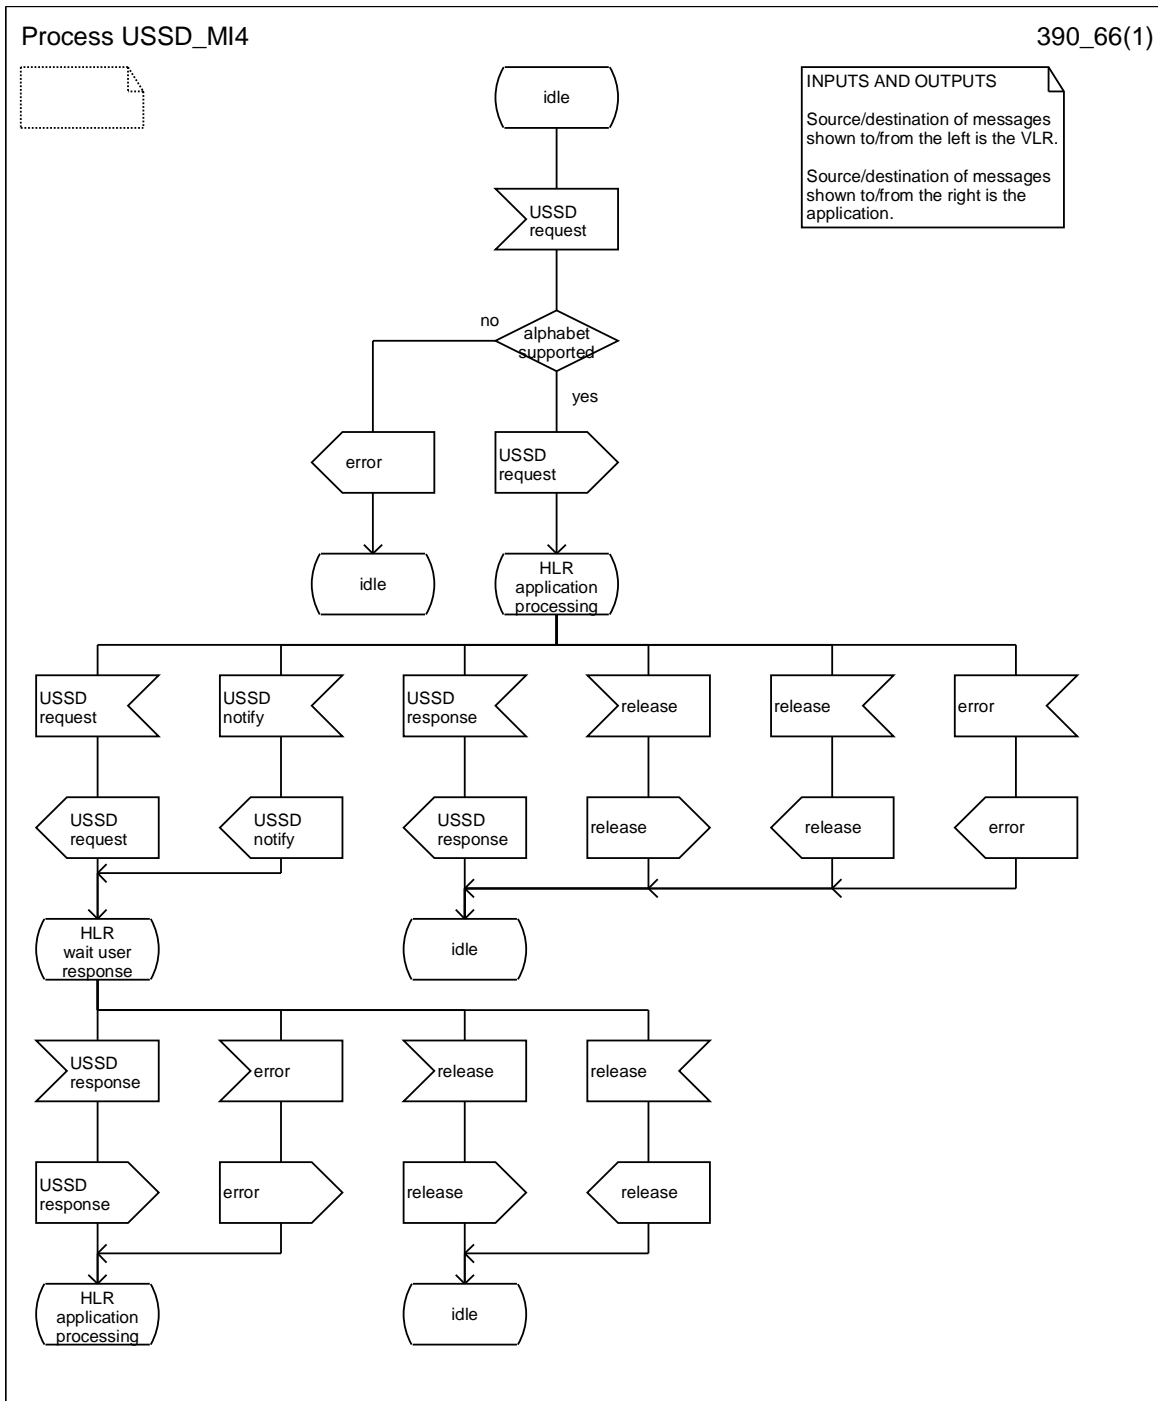 Process USSD_MI4
390_66(1)
idle
INPUTS AND OUTPUTS
Source/destination of messages
shown to/from the left is the VLR.
Source/destination of messages
shown to/from the right is the
application.
USSD
request
no
alphabet
supported
yes
error
USSD
request
idle
HLR
application
processing
USSD
request
USSD
notify
USSD
response
release
release
error
USSD
request
USSD
notify
USSD
response
release
release
error
HLR
wait user
response
idle
USSD
response
error
release
release
USSD
response
error
release
release
HLR
application
processing
idle